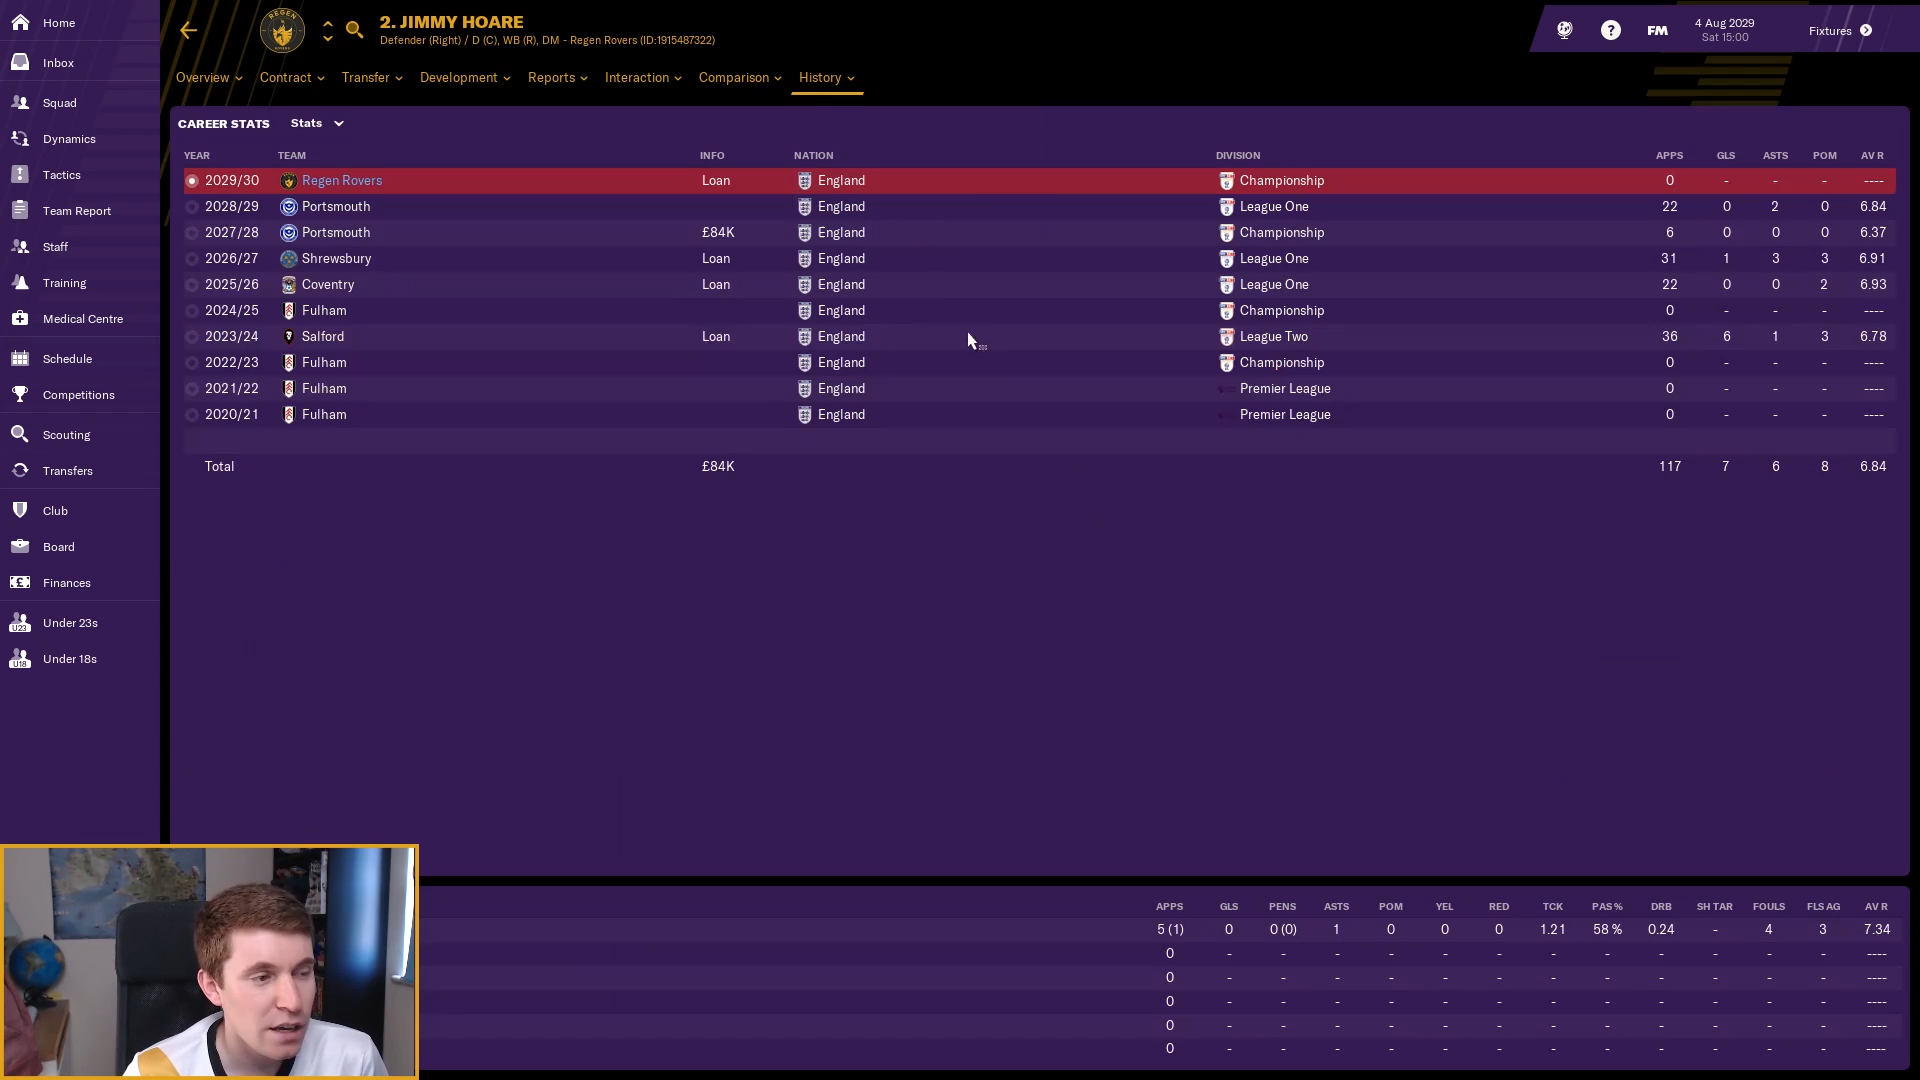 Home
Inbox
Squad
Dynamics
Tactics
Team Report
Staff
Training
Medical Centre
Schedule
Competitions
Scouting
Transfers
Club
Board
Finances
U23 Under 23s
U18 Under 18s
REGEN
2. JIMMY HOARE
Defender (Right) / D (C), WB (R), DM - Regen Rovers (ID:1915487322)
? FM 4 Aug 2029 Fixtures
Sat 15:00
Overview Contract Transfer Development Reports Interaction Comparison History
CAREER STATS Stats
YEAR TEAM INFO NATION DIVISION APPS GLS ASTS POM AV R
2029/30 Regen Rovers Loan England Championship 0 - - - ----
2028/29 Portsmouth England League One 22 0 2 0 6.84
2027/28 Portsmouth £84K England Championship 6 0 0 0 6.37
2026/27 Shrewsbury Loan England League One 31 1 3 3 6.91
2025/26 Coventry Loan England League One 22 0 0 2 6.93
2024/25 Fulham England Championship 0 - - - ----
2023/24 Salford Loan England League Two 36 6 1 3 6.78
2022/23 Fulham England Championship 0 - - - ----
2021/22 Fulham England Premier League 0 - - - ----
2020/21 Fulham England Premier League 0 - - - ----
Total £84K 117 7 6 8 6.84
APPS GLS PENS ASTS POM YEL RED TCK PAS % DRB SH TAR FOULS FLS AG AV R
5 (1) 0 0 (0) 1 0 0 0 1.21 58 % 0.24 - 4 3 7.34
0 - - - - - - - - - - - - ----
0 - - - - - - - - - - - - ----
0 - - - - - - - - - - - - ----
0 - - - - - - - - - - - - ----
0 - - - - - - - - - - - - ----